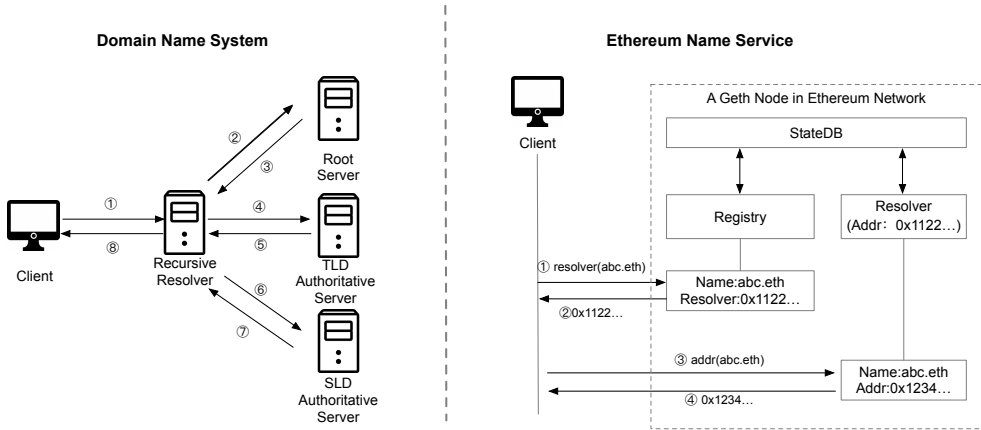 Domain Name System
②
③
Root
Server
①
④
⑧
⑤
Client
Recursive
Resolver
TLD
Authoritative
Server
⑥
⑦
SLD
Authoritative
Server
Ethereum Name Service
Client
A Geth Node in Ethereum Network
StateDB
Registry
Resolver
(Addr: 0x1122...)
① resolver(abc.eth)
②0x1122...
Name:abc.eth
Resolver:0x1122...
③ addr(abc.eth)
④ 0x1234...
Name:abc.eth
Addr:0x1234...